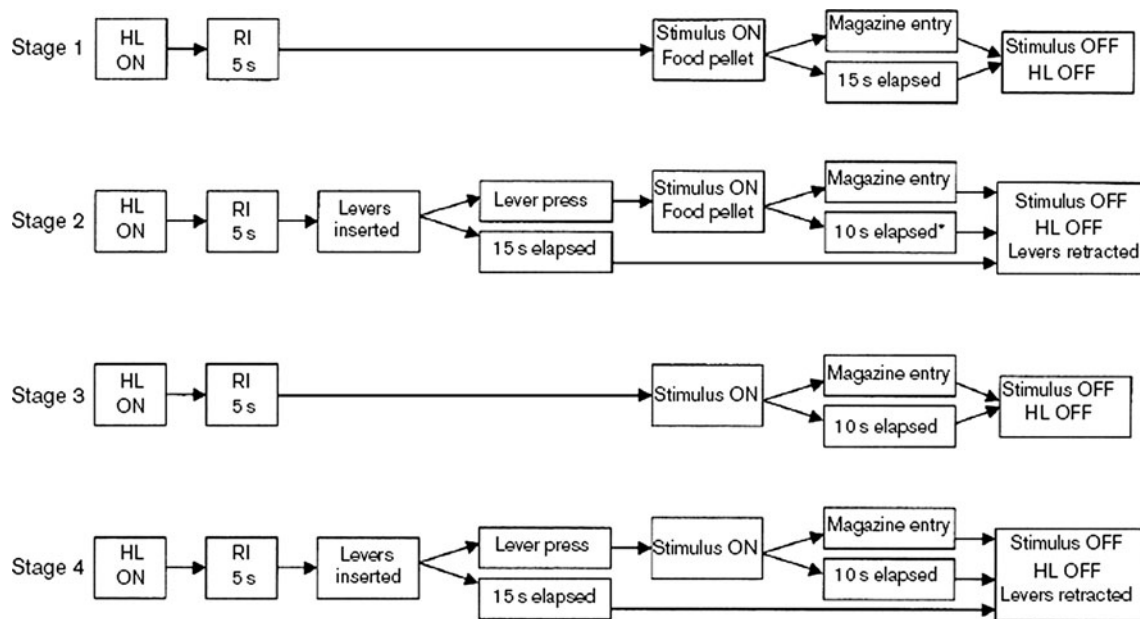 Stage 1
HL
ON
RI
5 s
Stimulus ON
Food pellet
Magazine entry
15 s elapsed
Stimulus OFF
HL OFF
Stage 2
HL
ON
RI
5 s
Levers
inserted
Lever press
15 s elapsed
Stimulus ON
Food pellet
Magazine entry
10 s elapsed*
Stimulus OFF
HL OFF
Levers retracted
Stage 3
HL
ON
RI
5 s
Stimulus ON
Magazine entry
10 s elapsed
Stimulus OFF
HL OFF
Stage 4
HL
ON
RI
5 s
Levers
inserted
Lever press
15 s elapsed
Stimulus ON
Magazine entry
10 s elapsed
Stimulus OFF
HL OFF
Levers retracted